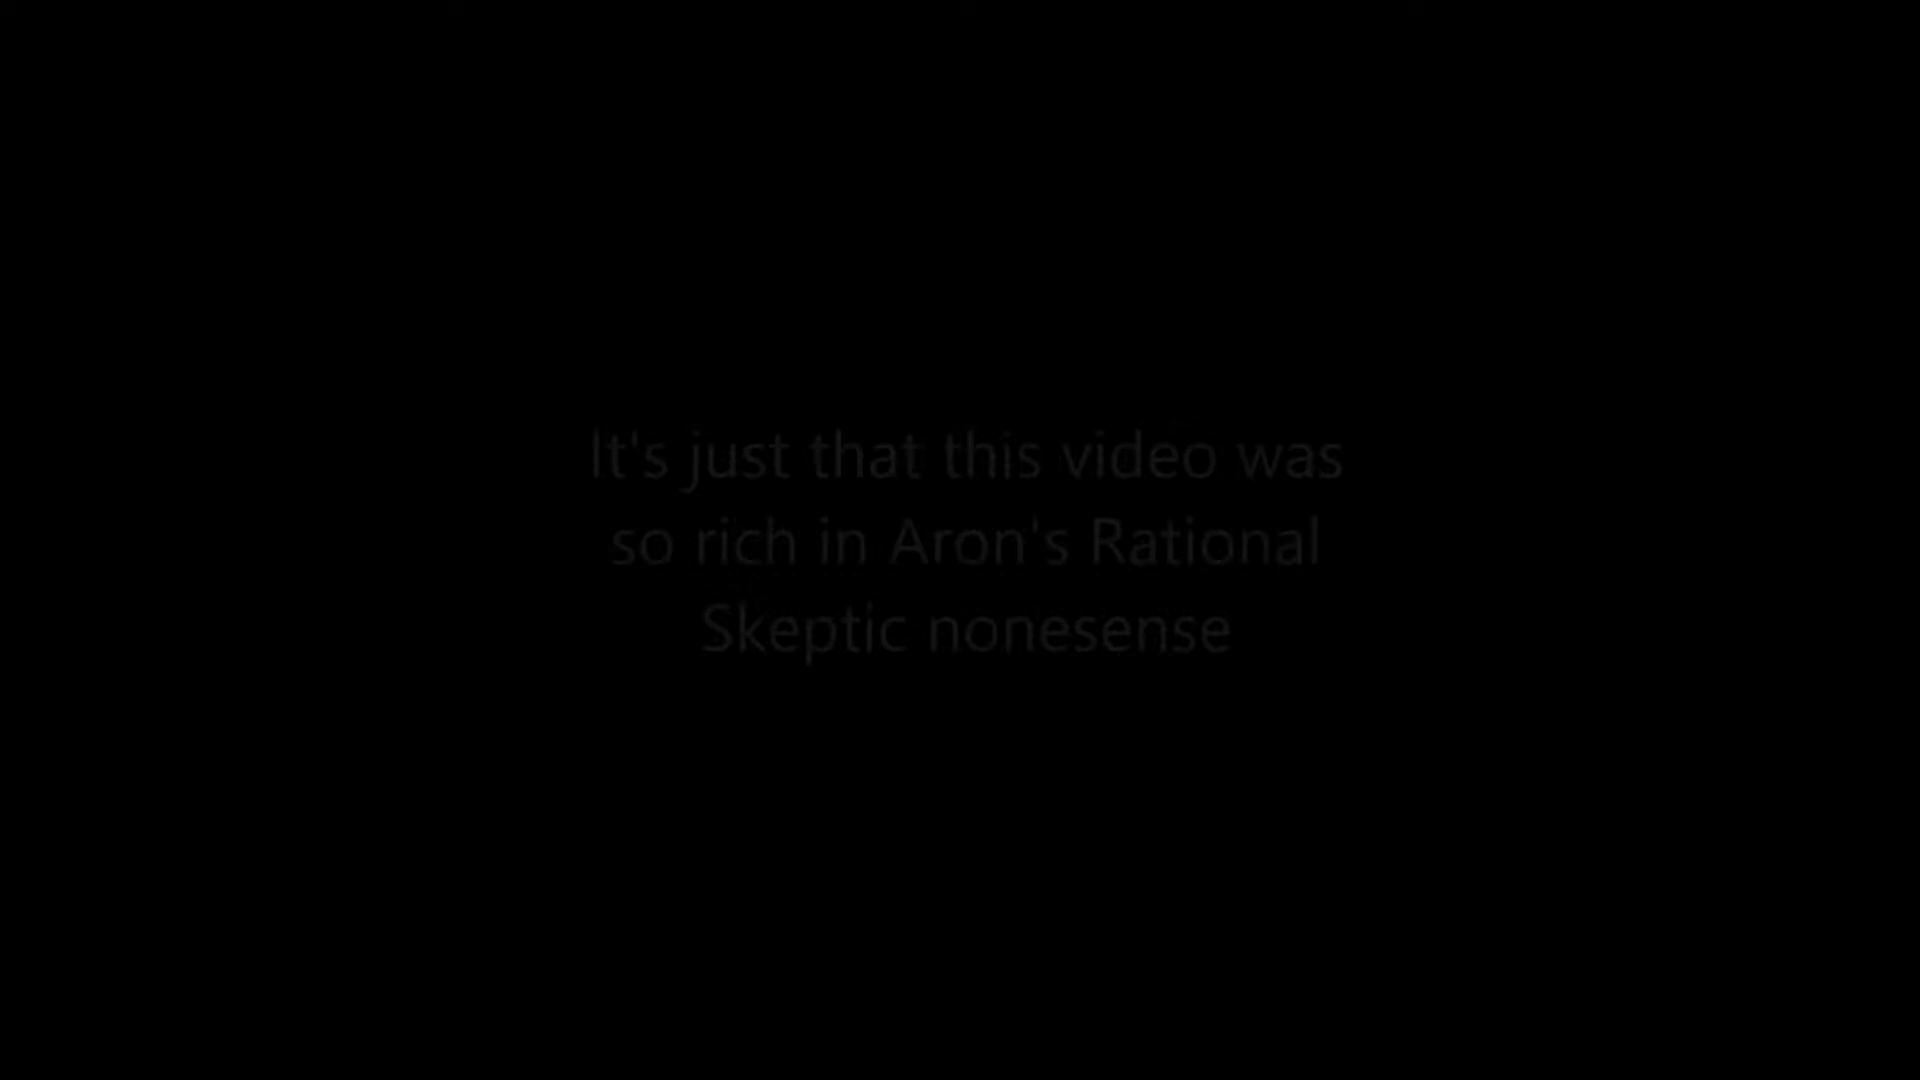 It's just that this video was
so rich in Aron's Rational
Skeptic nonesense